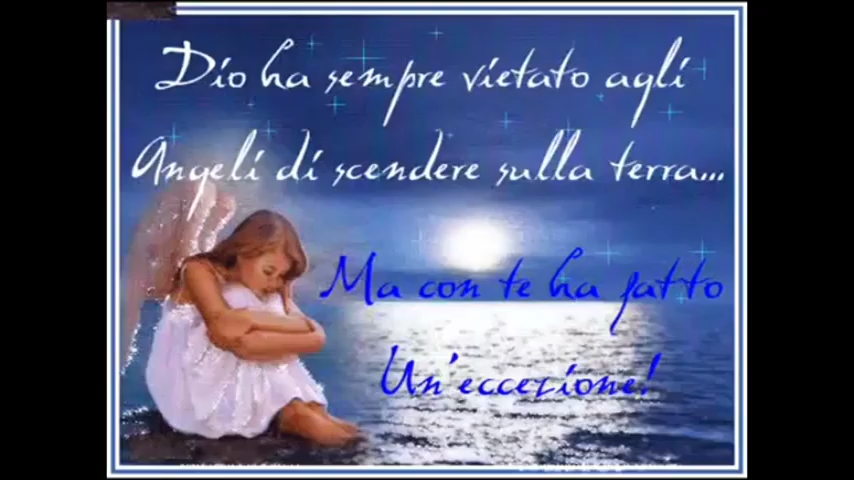 Dio ha sempre vietato agli
Angeli di scendere sulla terra...
Ma con te ha fatto
Un'eccezione!